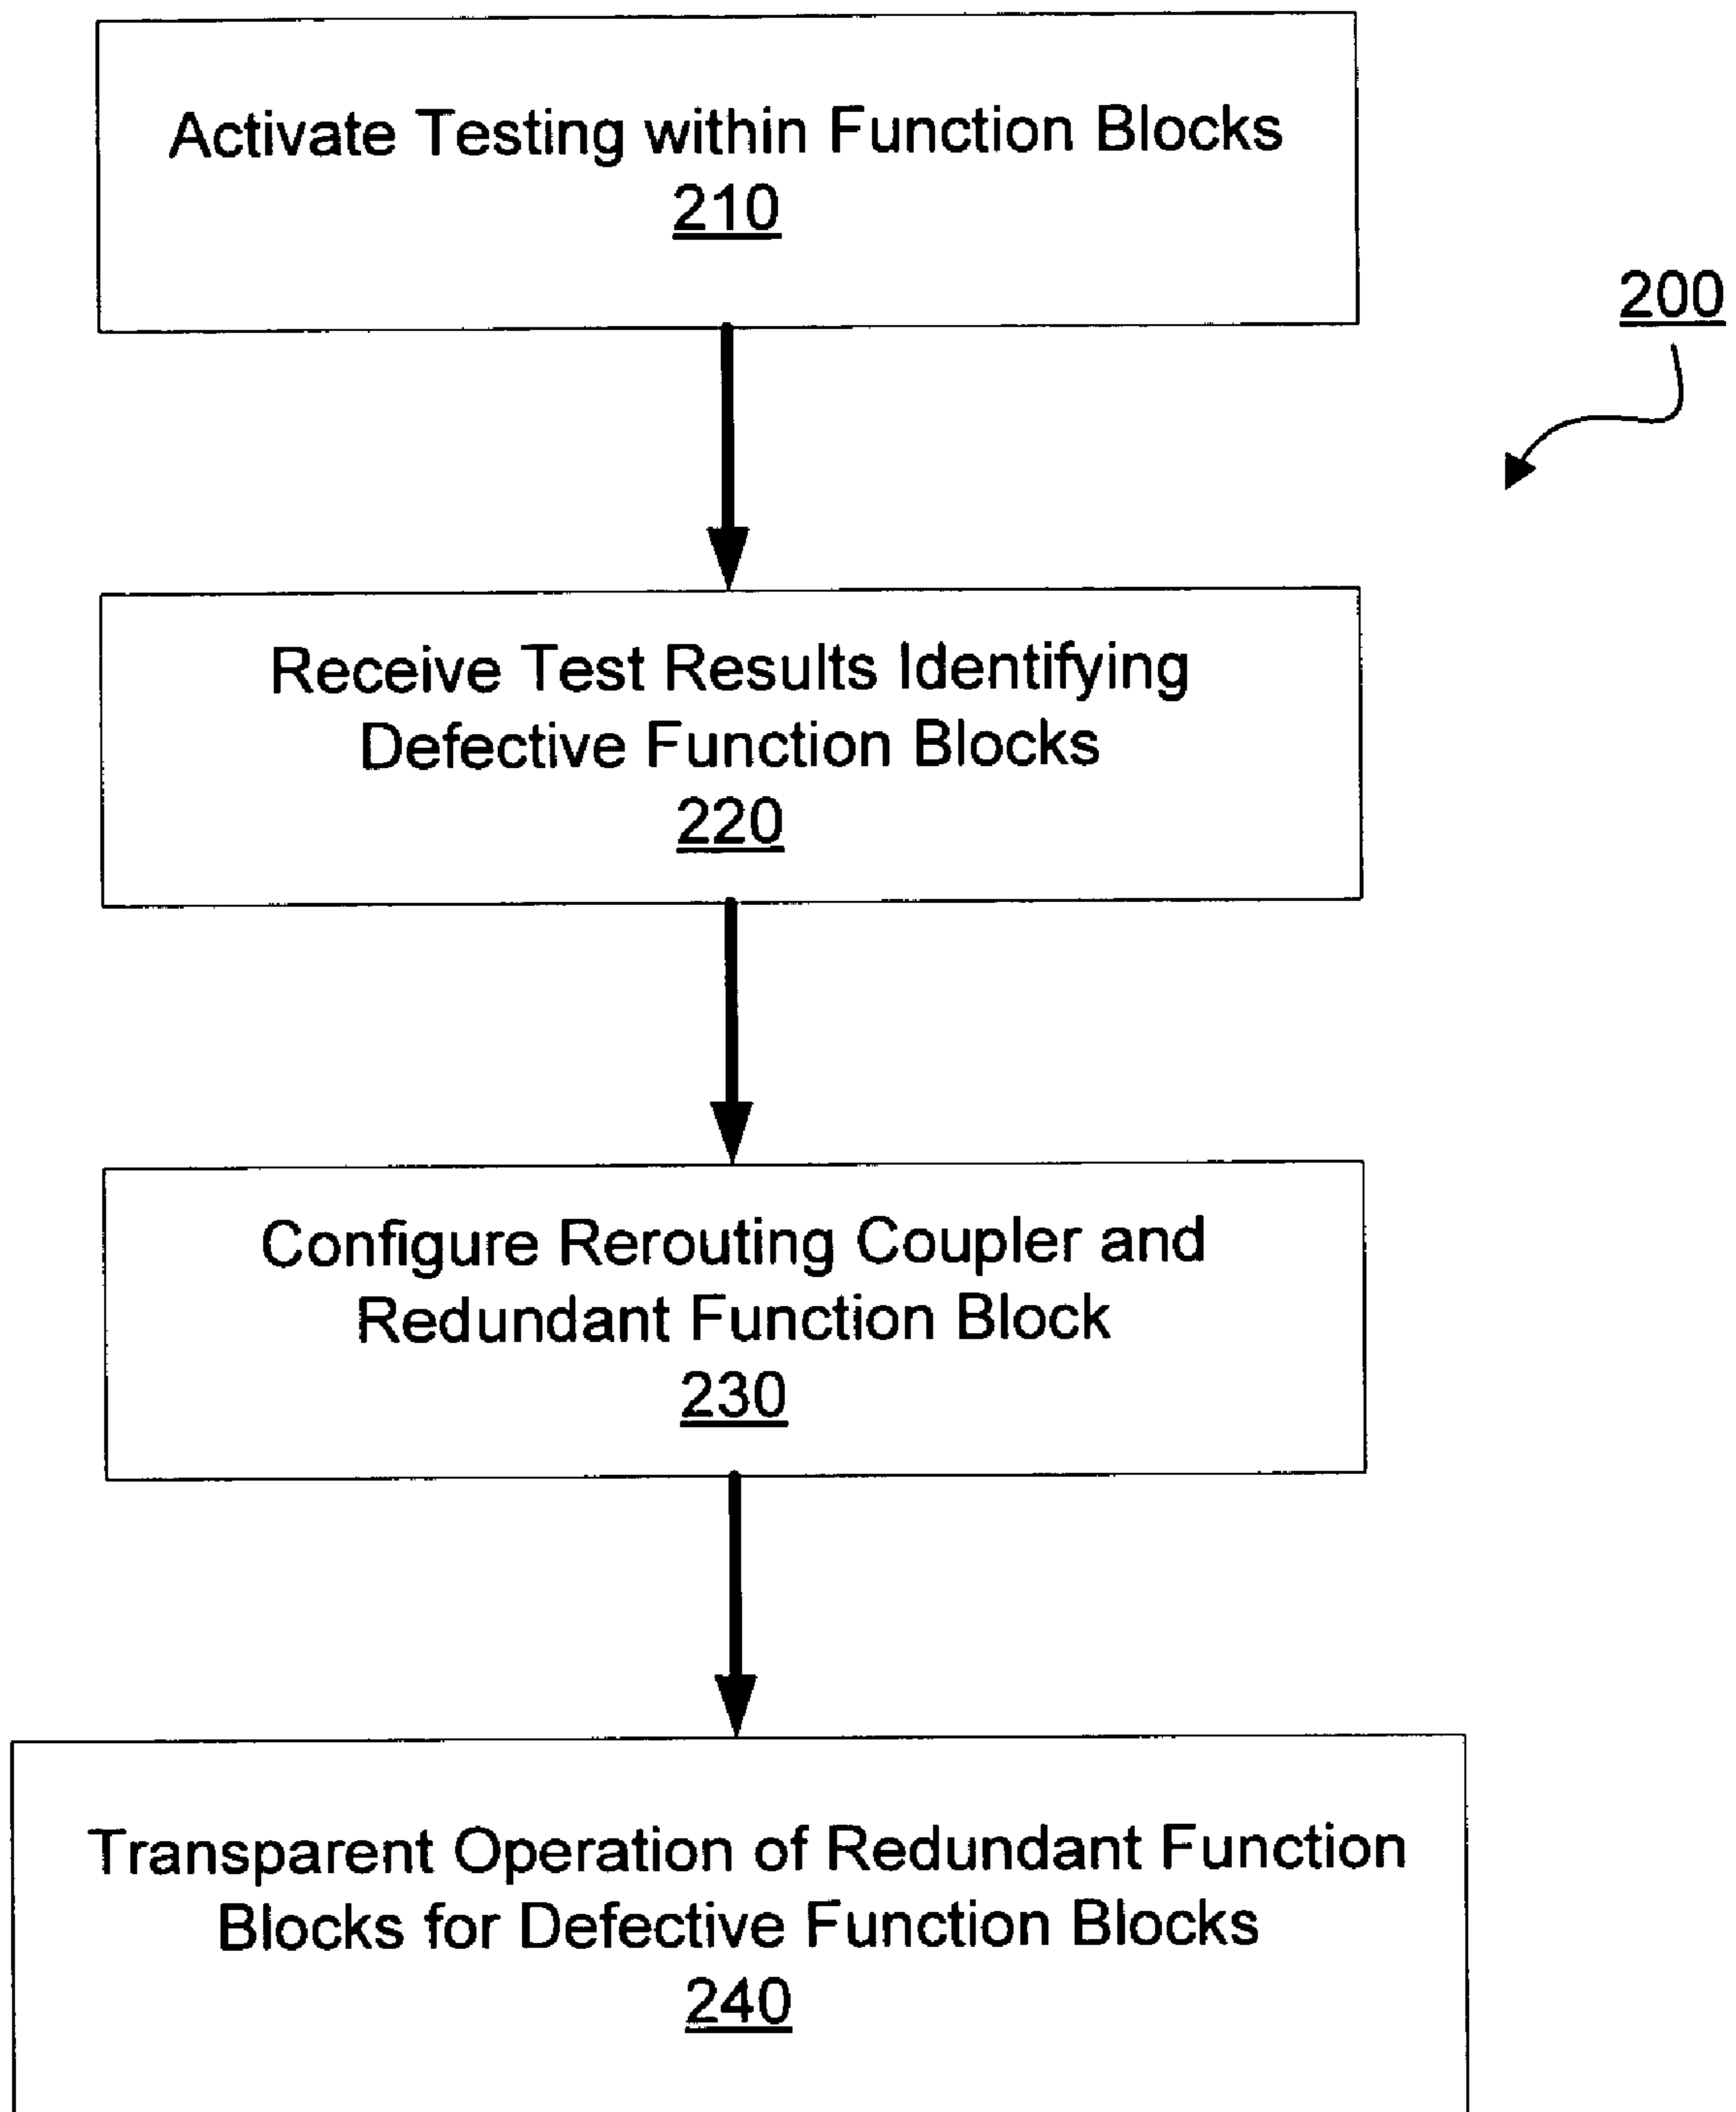 Activate Testing within Function Blocks
210
200
Receive Test Results Identifying
Defective Function Blocks
220
Configure Rerouting Coupler and
Redundant Function Block
230
Transparent Operation of Redundant Function
Blocks for Defective Function Blocks
240